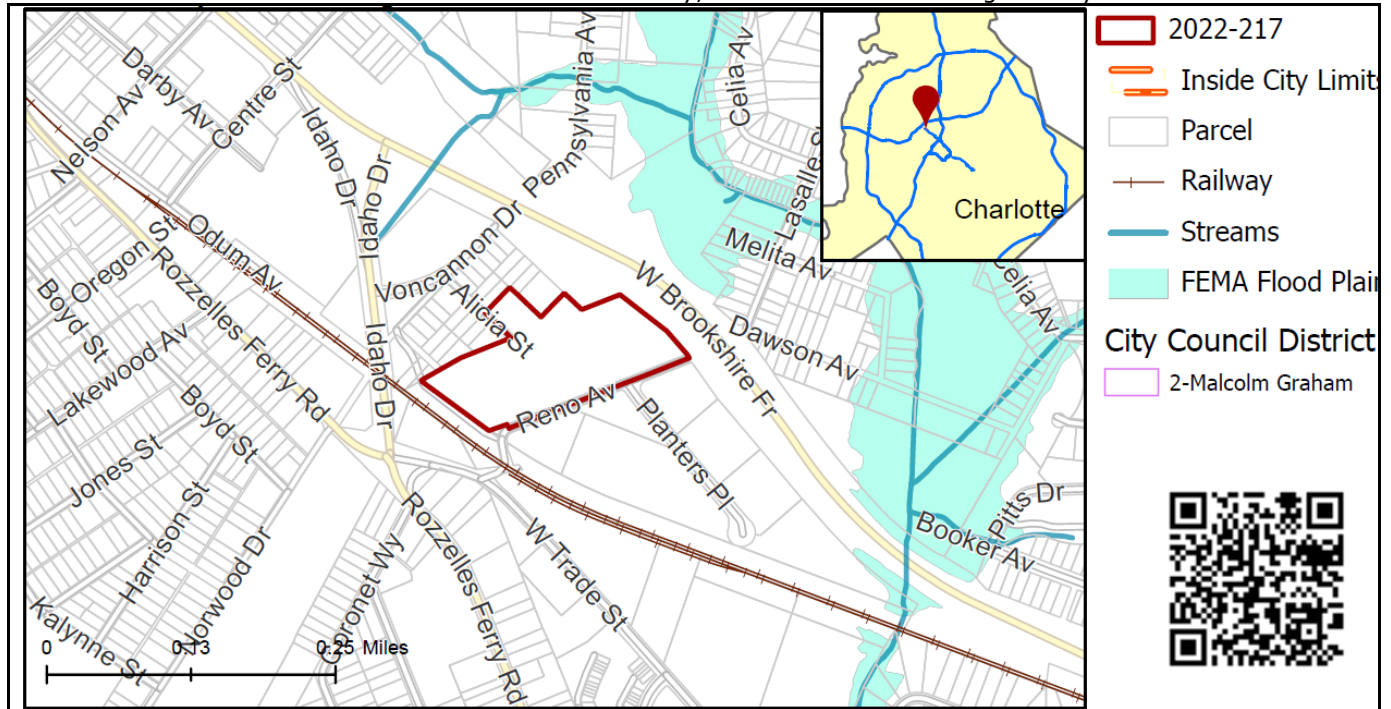 Darby Av
Centre St
Nelson Av
Idaho Dr
Idaho Dr
Pennsylvania Av
Celia Av
Lasalle S
Charlotte
Odum Av
Oregon St
Boyd St
Rozzelles Ferry Rd
Lakewood Av
Voncannon Dr
Alicia St
Melita Av
W Brookshire Fr
Celia Av
Dawson Av
Idaho Dr
Boyd St
Jones St
Reno Av
Planters Pl
Harrison St
Norwood Dr
Kalynne St
Coronet Wy
Rozzelles Ferry Rd
W Trade St
Pitts Dr
Booker Av
0 0.13 0.25 Miles
2022-217
Inside City Limits
Parcel
Railway
Streams
FEMA Flood Plain
City Council District
2-Malcolm Graham